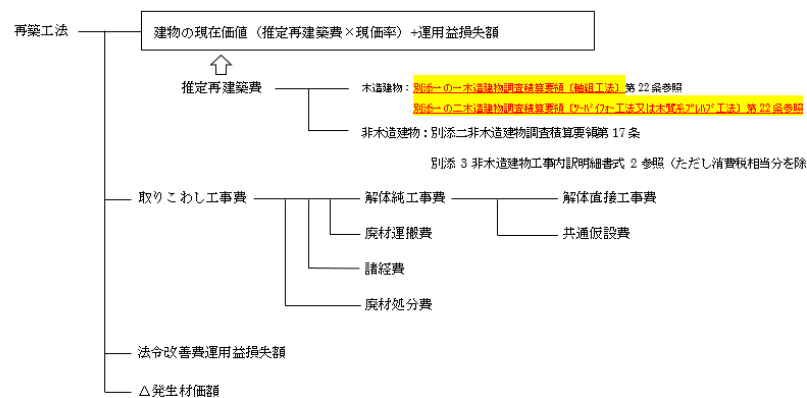 再築工法
建物の現在価値（推定再建築費×現価率）+運用益損失額
推定再建築費
木造建物：別添一の一木造建物調査積算要領〔軸組工法〕第22条参照
別添一の二木造建物調査積算要領〔ツーバイフォー工法又は木質系プレハブ工法〕第22条参照
非木造建物：別添二非木造建物調査積算要領第17条
別添3非木造建物工事内訳明細書式2参照（ただし消費税相当分を除
取りこわし工事費
解体純工事費
解体直接工事費
廃材運搬費
共通仮設費
諸経費
廃材処分費
法令改善費運用益損失額
△発生材価額